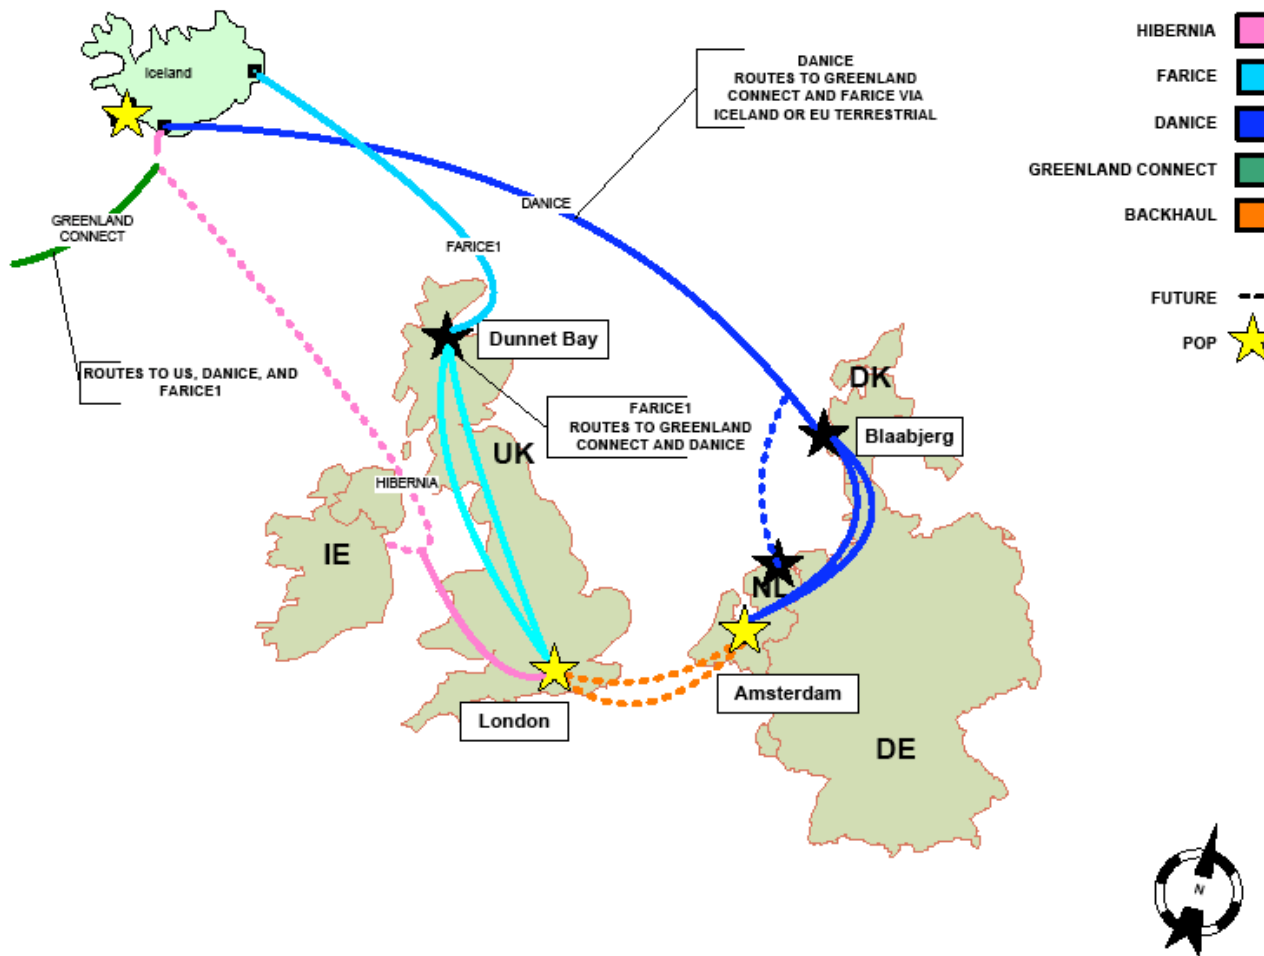 Iceland
DANICE
ROUTES TO GREENLAND
CONNECT AND FARICE VIA
ICELAND OR EU TERRESTRIAL
HIBERNIA
FARICE
DANICE
GREENLAND CONNECT
BACKHAUL
FUTURE
POP
DANICE
GREENLAND
CONNECT
FARICE1
Dunnet Bay
ROUTES TO US, DANICE, AND
FARICE1
DK
FARICE1
ROUTES TO GREENLAND
CONNECT AND DANICE
Blaabjerg
UK
HIBERNIA
IE
NL
Amsterdam
London
DE
N